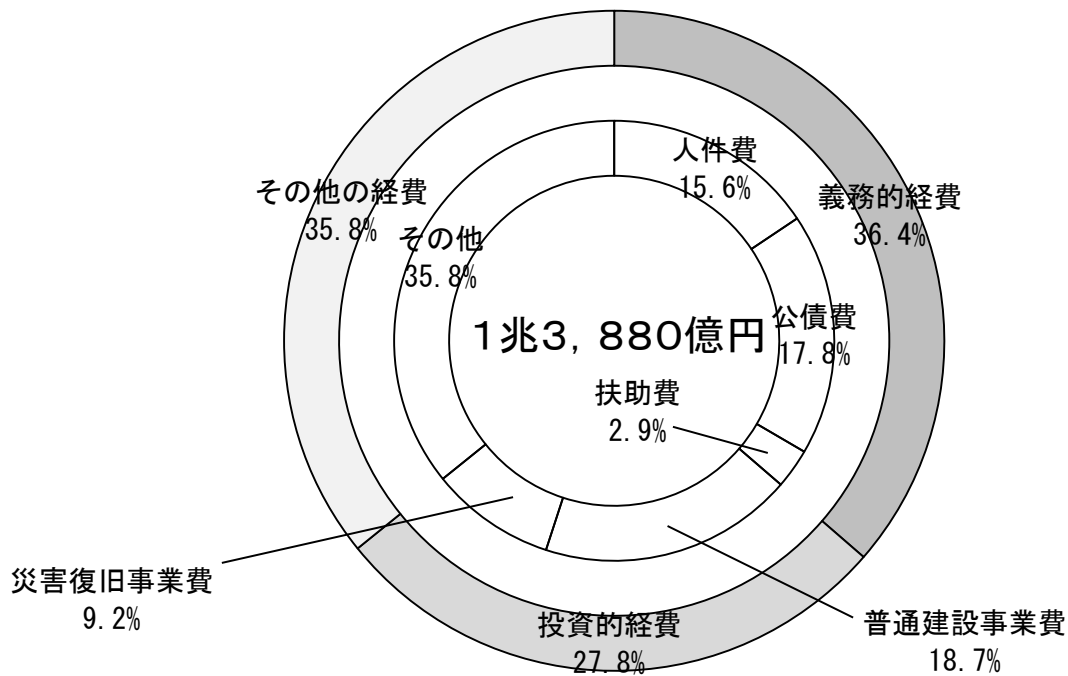 人件費
15.6%
その他の経費
35.8%
義務的経費
36.4%
その他
35.8%
1兆3,880億円
公債費
17.8%
扶助費
2.9%
災害復旧事業費
9.2%
投資的経費
27.8%
普通建設事業費
18.7%